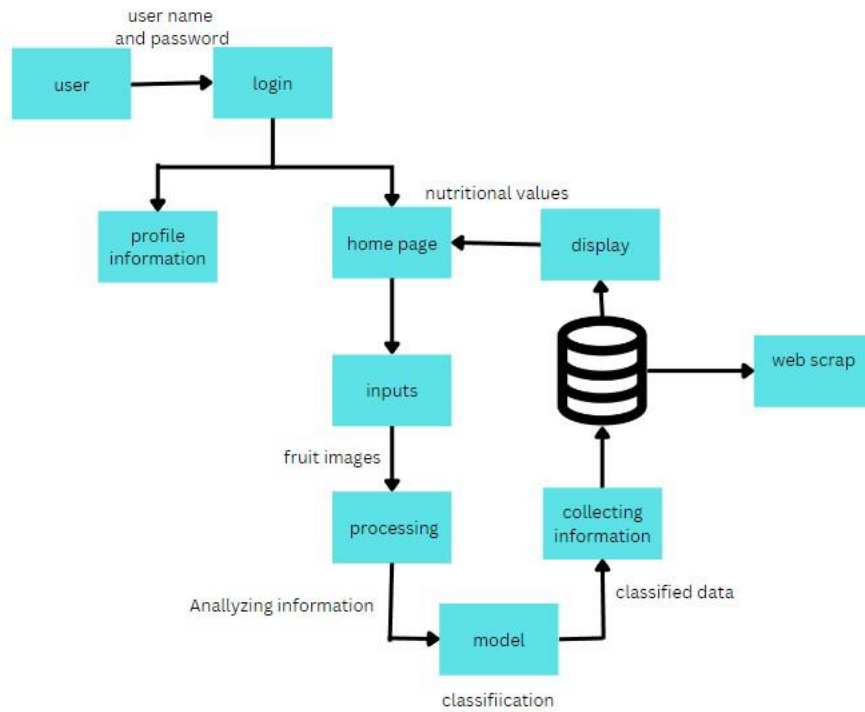 user name
and password
user
login
profile
information
nutritional values
home page
display
web scrap
inputs
fruit images
processing
collecting
information
Anallyzing information
classified data
model
classifiication